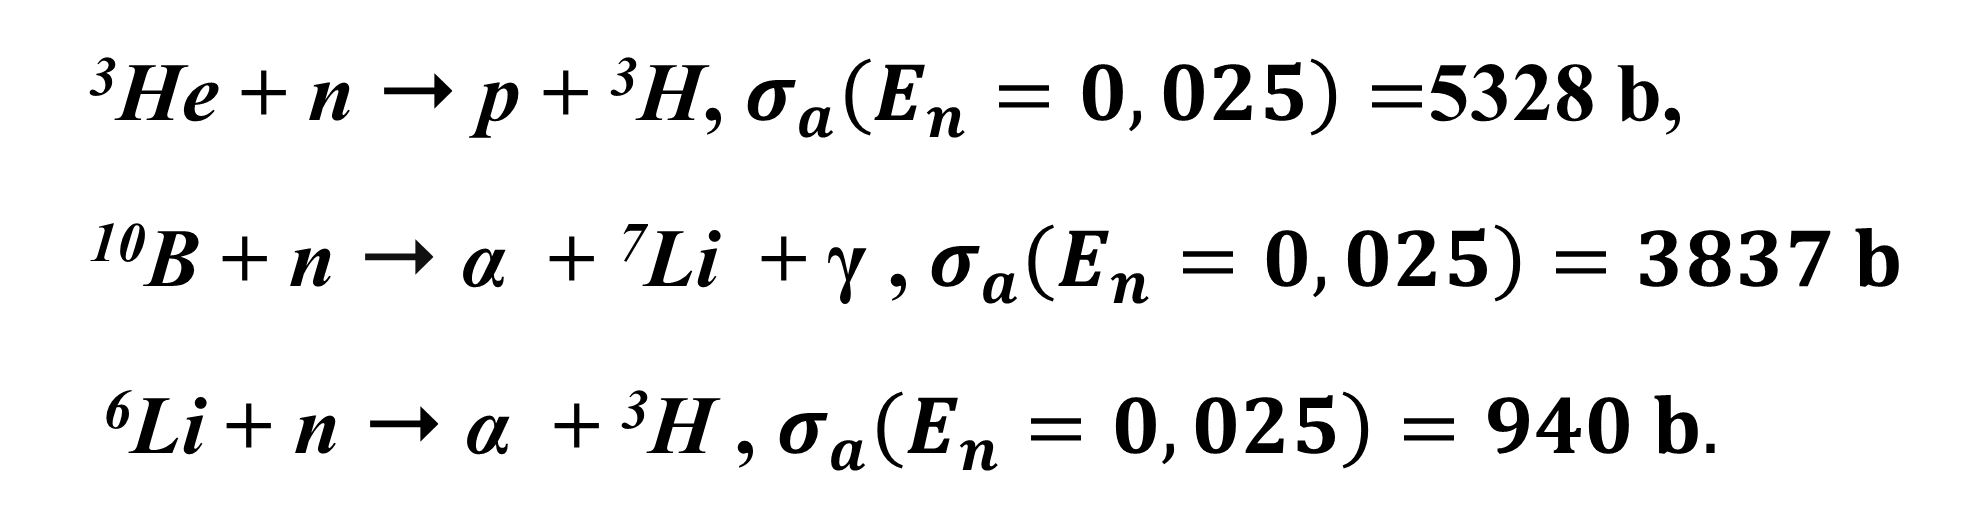 ³He + n → p + ³H, σₐ(Eₙ = 0,025) =5328 b,
¹⁰B + n → α + ⁷Li + γ , σₐ(Eₙ = 0,025) = 3837 b
⁶Li + n → α + ³H , σₐ(Eₙ = 0,025) = 940 b.